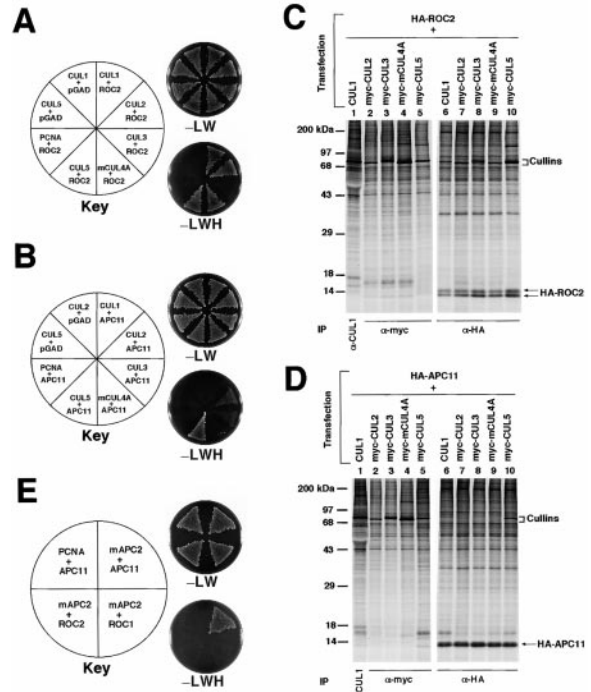 A
CUL1 + pGAD
CUL1 + ROC2
CUL5 + pGAD
CUL2 + ROC2
PCNA + ROC2
CUL3 + ROC2
CUL5 + ROC2
mCUL4A + ROC2
Key
–LW
–LWH
B
CUL2 + pGAD
CUL1 + APC11
CUL5 + pGAD
CUL2 + APC11
PCNA + APC11
CUL3 + APC11
CUL5 + APC11
mCUL4A + APC11
Key
–LW
–LWH
E
PCNA + APC11
mAPC2 + APC11
mAPC2 + ROC2
mAPC2 + ROC1
Key
–LW
–LWH
C
HA-ROC2
+
Transfection
CUL1 myc-CUL2 myc-CUL3 myc-mCUL4A myc-CUL5 CUL1 myc-CUL2 myc-CUL3 myc-mCUL4A myc-CUL5
1 2 3 4 5 6 7 8 9 10
200 kDa
97
68
Cullins
43
29
18
14
HA-ROC2
IP
α-CUL1
α-myc
α-HA
D
HA-APC11
+
Transfection
CUL1 myc-CUL2 myc-CUL3 myc-mCUL4A myc-CUL5 CUL1 myc-CUL2 myc-CUL3 myc-mCUL4A myc-CUL5
1 2 3 4 5 6 7 8 9 10
200 kDa
97
68
Cullins
43
29
18
14
HA-APC11
IP
CUL1
α-myc
α-HA